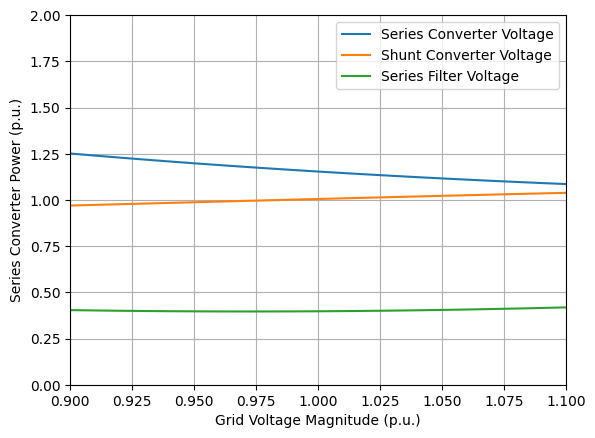 2.00
1.75
1.50
1.25
1.00
0.75
0.50
0.25
0.00
Series Converter Power (p.u.)
Series Converter Voltage
Shunt Converter Voltage
Series Filter Voltage
0.900 0.925 0.950 0.975 1.000 1.025 1.050 1.075 1.100
Grid Voltage Magnitude (p.u.)